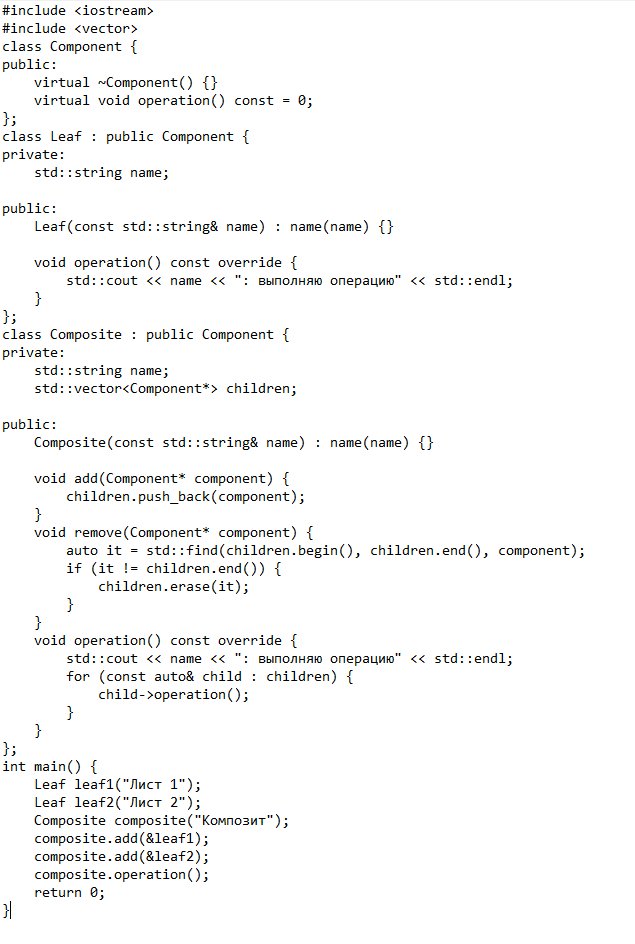 #include <iostream>
#include <vector>
class Component {
public:
    virtual ~Component() {}
    virtual void operation() const = 0;
};
class Leaf : public Component {
private:
    std::string name;

public:
    Leaf(const std::string& name) : name(name) {}

    void operation() const override {
        std::cout << name << ": выполняю операцию" << std::endl;
    }
};
class Composite : public Component {
private:
    std::string name;
    std::vector<Component*> children;

public:
    Composite(const std::string& name) : name(name) {}

    void add(Component* component) {
        children.push_back(component);
    }
    void remove(Component* component) {
        auto it = std::find(children.begin(), children.end(), component);
        if (it != children.end()) {
            children.erase(it);
        }
    }
    void operation() const override {
        std::cout << name << ": выполняю операцию" << std::endl;
        for (const auto& child : children) {
            child->operation();
        }
    }
};
int main() {
    Leaf leaf1("Лист 1");
    Leaf leaf2("Лист 2");
    Composite composite("Композит");
    composite.add(&leaf1);
    composite.add(&leaf2);
    composite.operation();
    return 0;
}